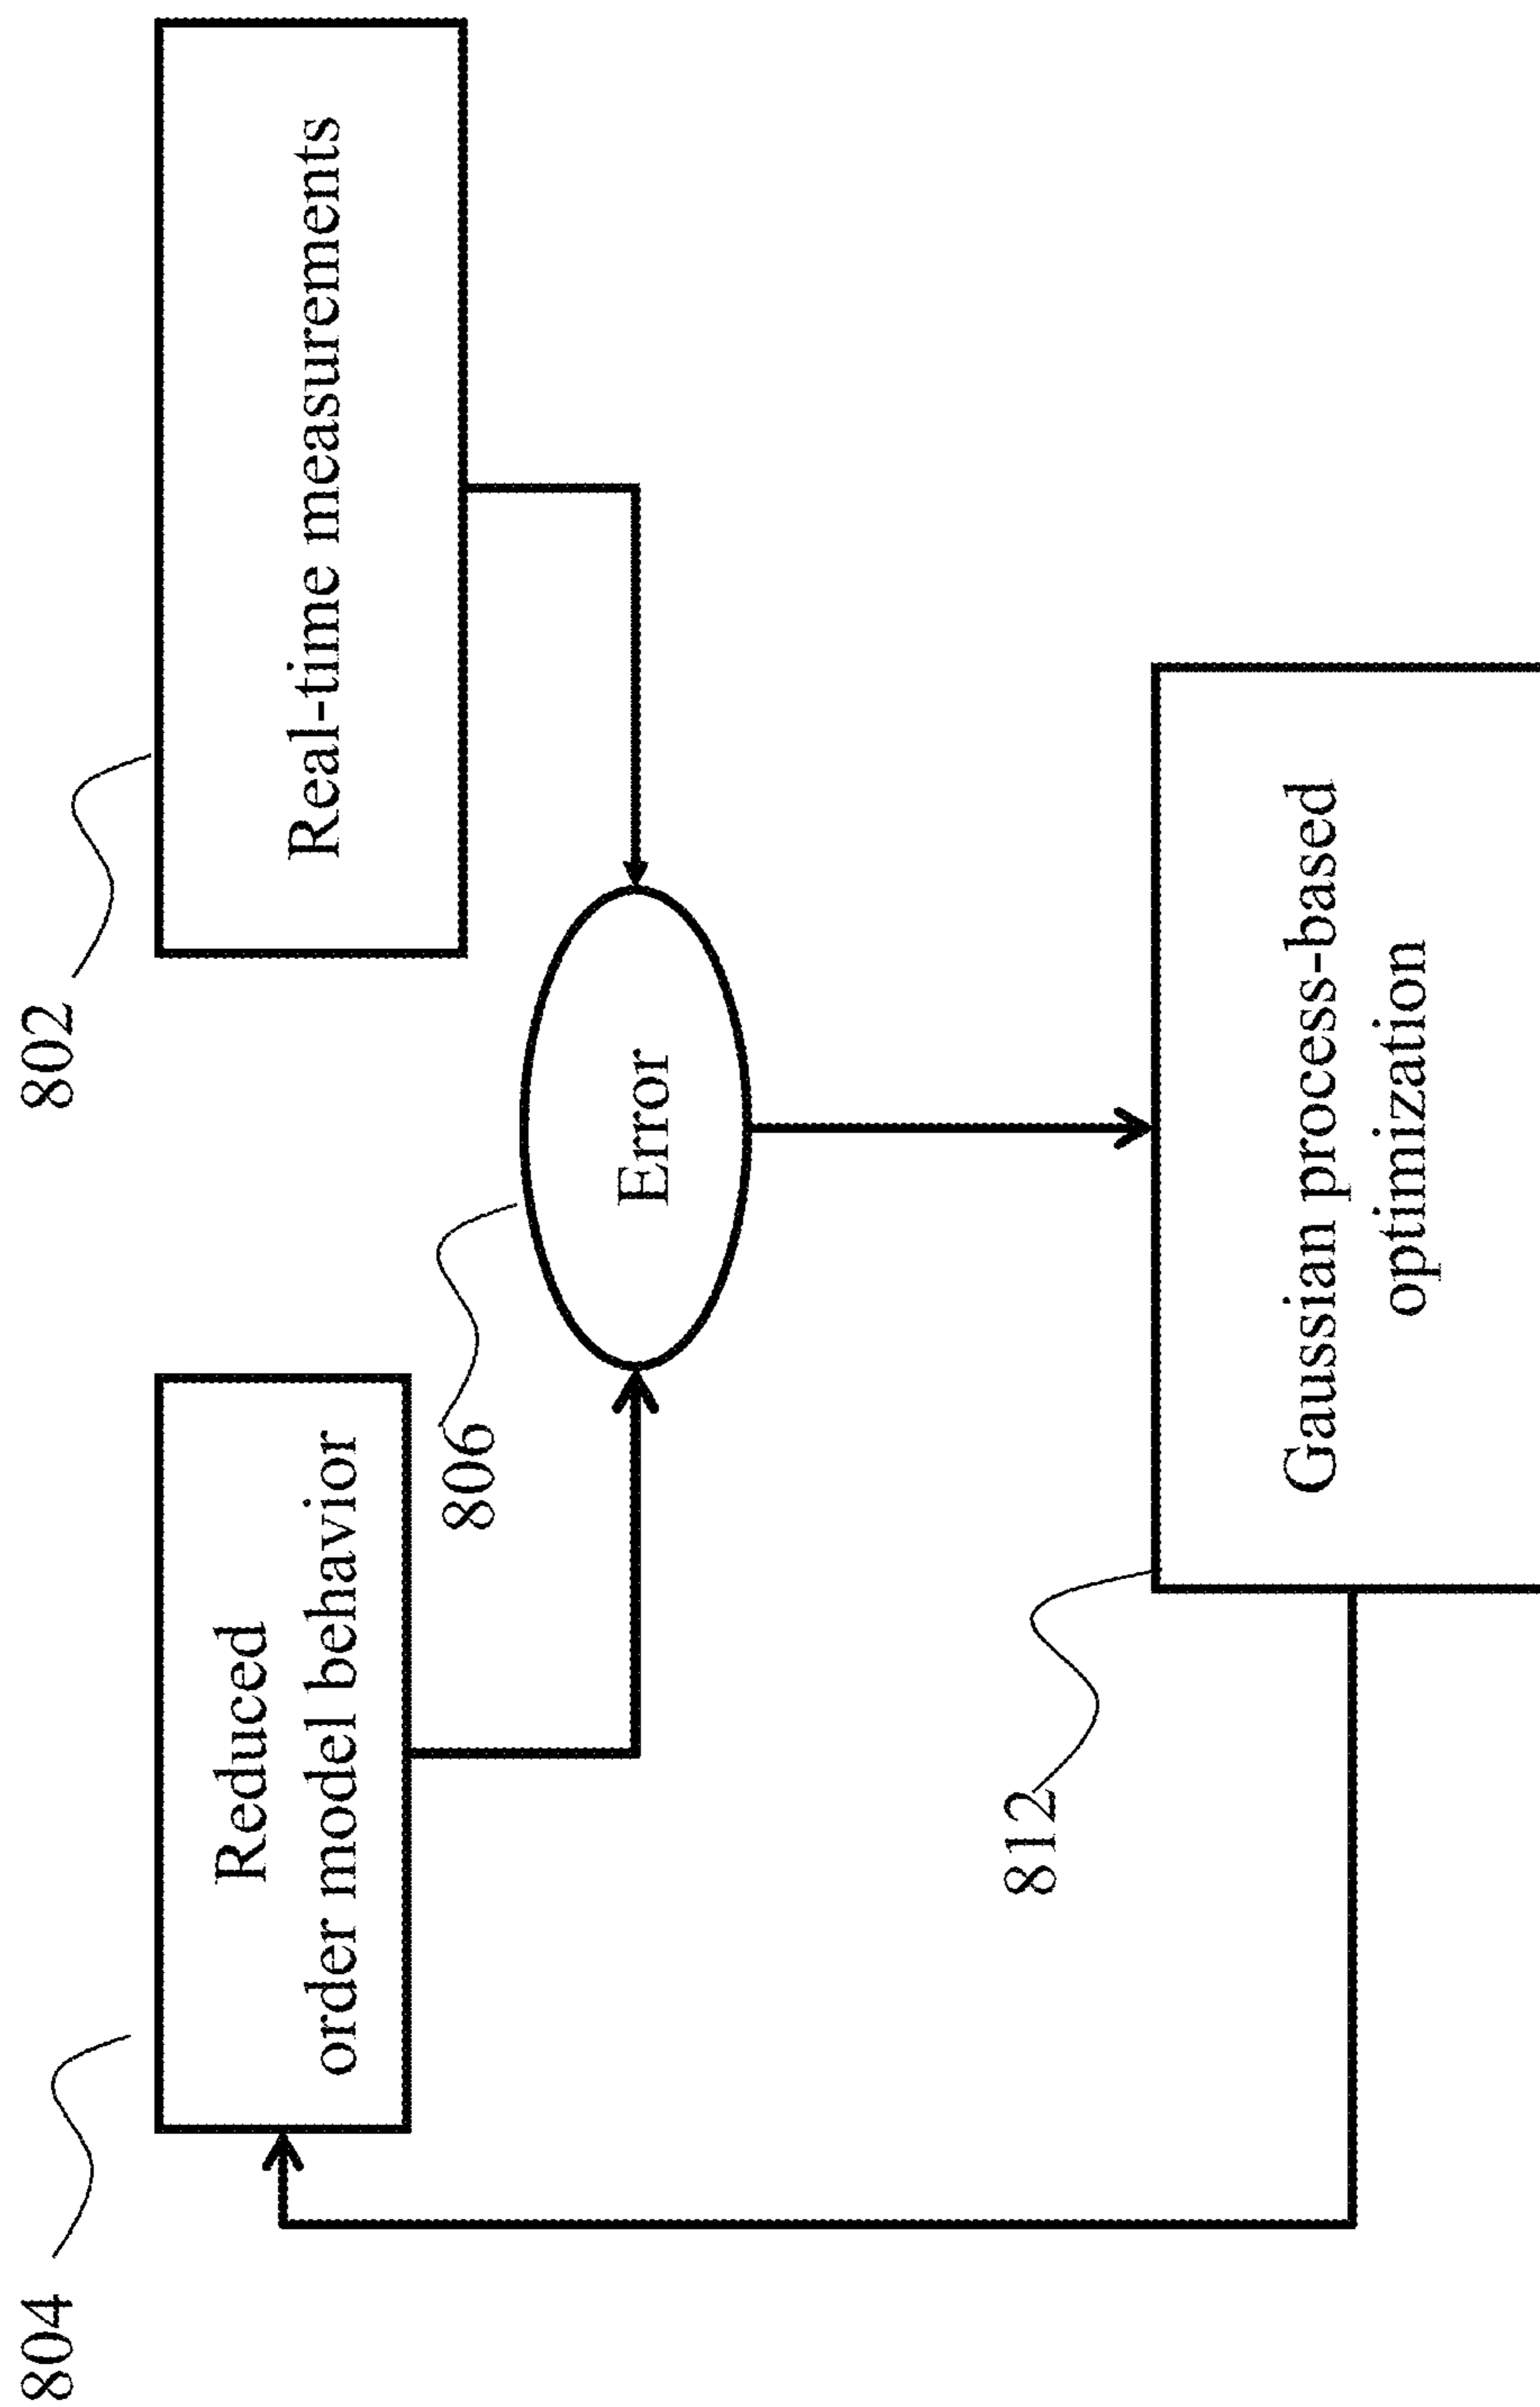 804
Reduced
order model behavior
802
Real-time measurements
806
Error
812
Gaussian process-based
optimization